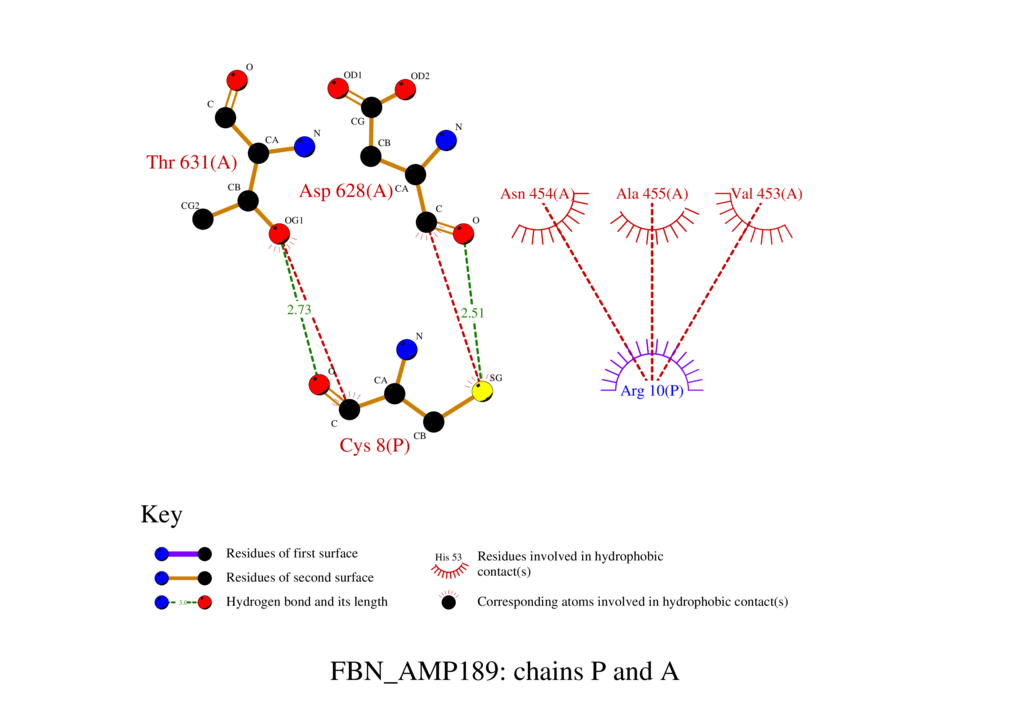 O
C
CA
N
Thr 631(A)
CB
CG2
OG1
OD1
OD2
CG
CB
N
Asp 628(A)
CA
C
O
Asn 454(A)
Ala 455(A)
Val 453(A)
2.73
2.51
N
O
CA
SG
C
CB
Cys 8(P)
Arg 10(P)
Key
Residues of first surface
Residues of second surface
3.0
Hydrogen bond and its length
His 53
Residues involved in hydrophobic
contact(s)
Corresponding atoms involved in hydrophobic contact(s)
FBN_AMP189: chains P and A